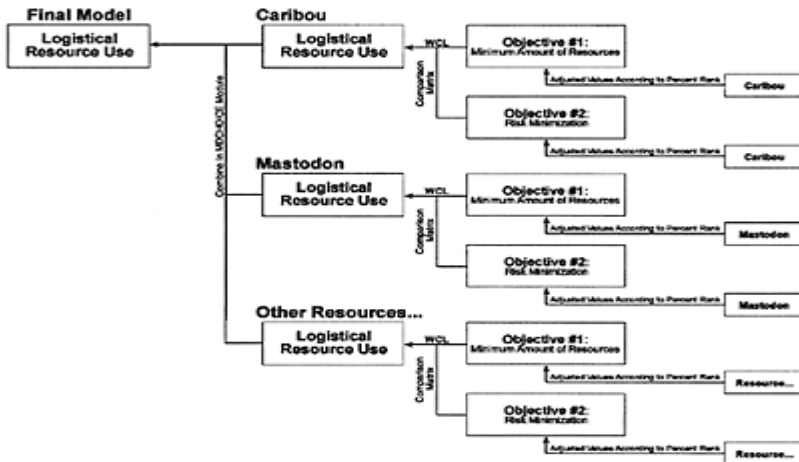 Final Model
Logistical
Resource Use
Combine in MDCHOICE Module
Caribou
Logistical
Resource Use
WCL
Comparison
Matrix
Objective #1:
Minimum Amount of Resources
Adjusted Values According to Percent Rank
Caribou
Objective #2:
Risk Minimization
Adjusted Values According to Percent Rank
Caribou
Mastodon
Logistical
Resource Use
WCL
Comparison
Matrix
Objective #1:
Minimum Amount of Resources
Adjusted Values According to Percent Rank
Mastodon
Objective #2:
Risk Minimization
Adjusted Values According to Percent Rank
Mastodon
Other Resources...
Logistical
Resource Use
WCL
Comparison
Matrix
Objective #1:
Minimum Amount of Resources
Adjusted Values According to Percent Rank
Resource...
Objective #2:
Risk Minimization
Adjusted Values According to Percent Rank
Resource...